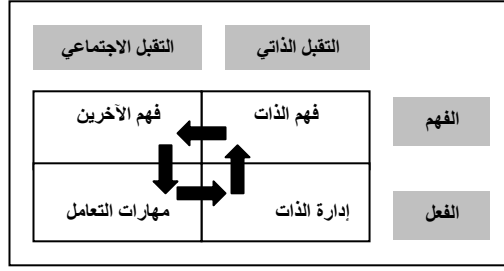 التقبل الذاتي
التقبل الاجتماعي
الفهم
فهم الذات
فهم الآخرين
الفعل
إدارة الذات
مهارات التعامل